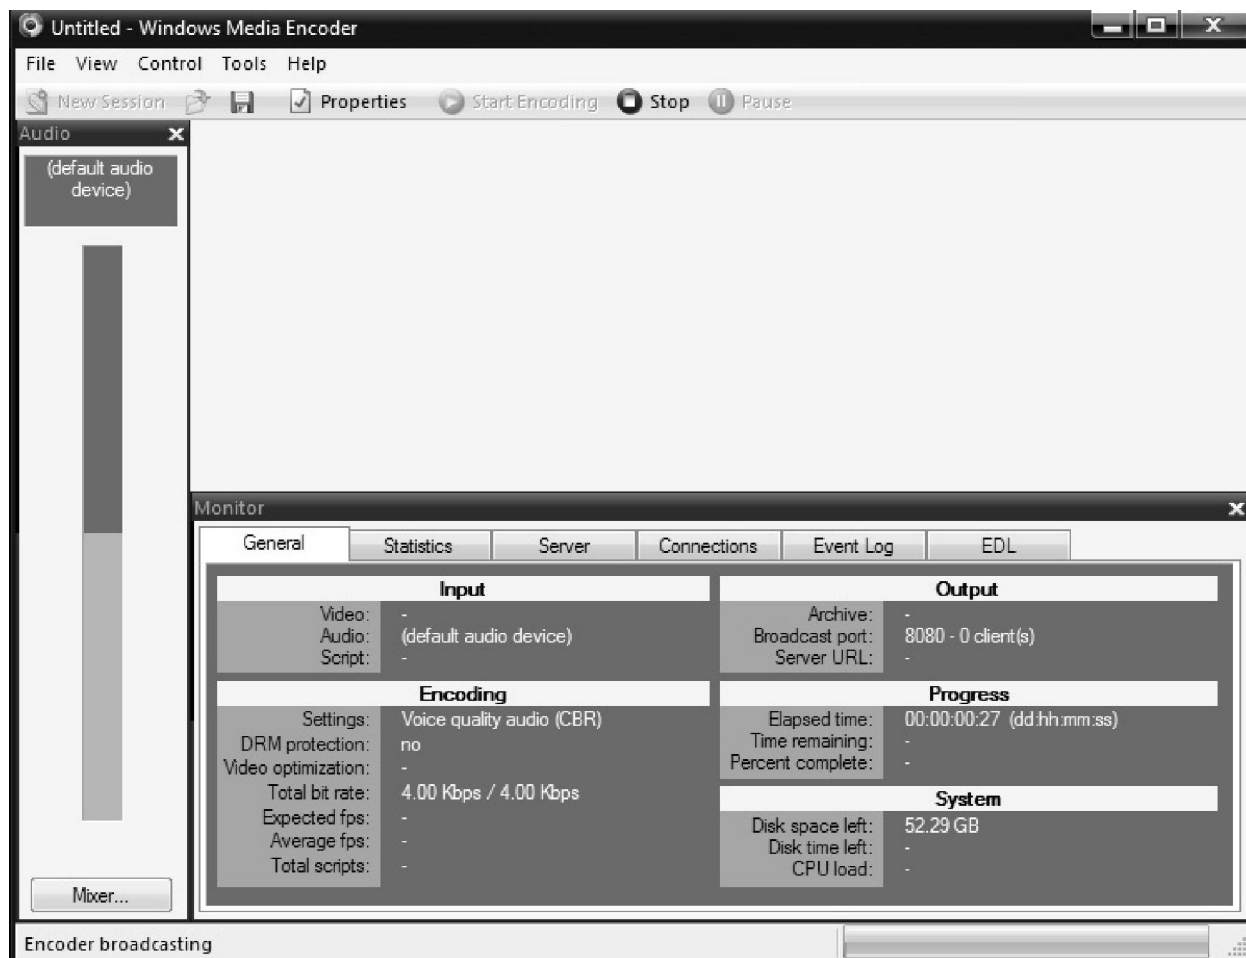 Untitled - Windows Media Encoder
File View Control Tools Help
New Session Properties Start Encoding Stop Pause
Audio
(default audio
device)
Mixer...
Monitor
General Statistics Server Connections Event Log EDL
Input
Video: -
Audio: (default audio device)
Script: -
Encoding
Settings: Voice quality audio (CBR)
DRM protection: no
Video optimization: -
Total bit rate: 4.00 Kbps / 4.00 Kbps
Expected fps: -
Average fps: -
Total scripts: -
Output
Archive: -
Broadcast port: 8080 - 0 client(s)
Server URL: -
Progress
Elapsed time: 00:00:00:27 (dd:hh:mm:ss)
Time remaining: -
Percent complete: -
System
Disk space left: 52.29 GB
Disk time left: -
CPU load: -
Encoder broadcasting